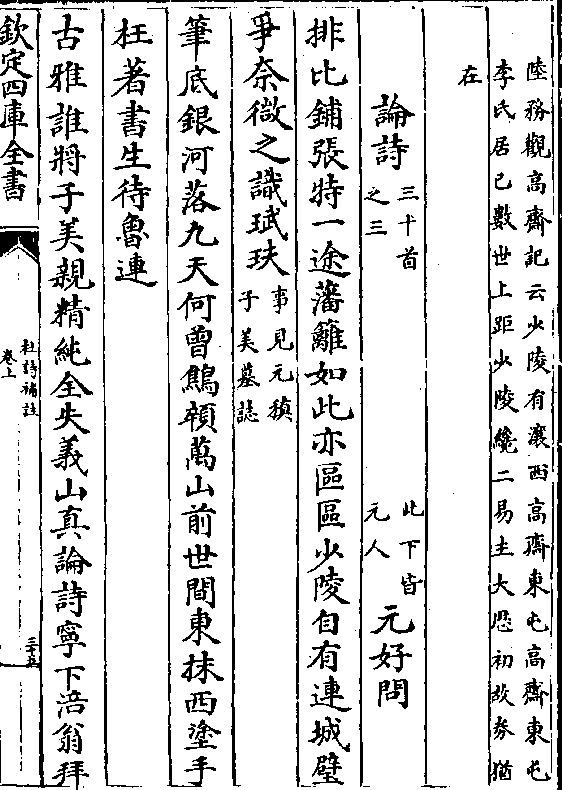 陸務觀高齋記云少陵有瀼西高齋東屯高齋東屯
李氏居已數世上距少陵纔二易主大厯初故券猶
在
論詩三十首之三 此下皆元人 元好問
排比鋪張特一途藩籬如此亦區區少陵自有連城壁
爭奈微之識珷玞事見元稹子美墓誌
筆底銀河落九天何曾顦顇萬山前世間東抹西塗手
枉著書生待魯連
古雅誰將子美親精純全失義山真論詩寧下涪翁拜
欽定四庫全書
杜詩補註
卷上
三十五